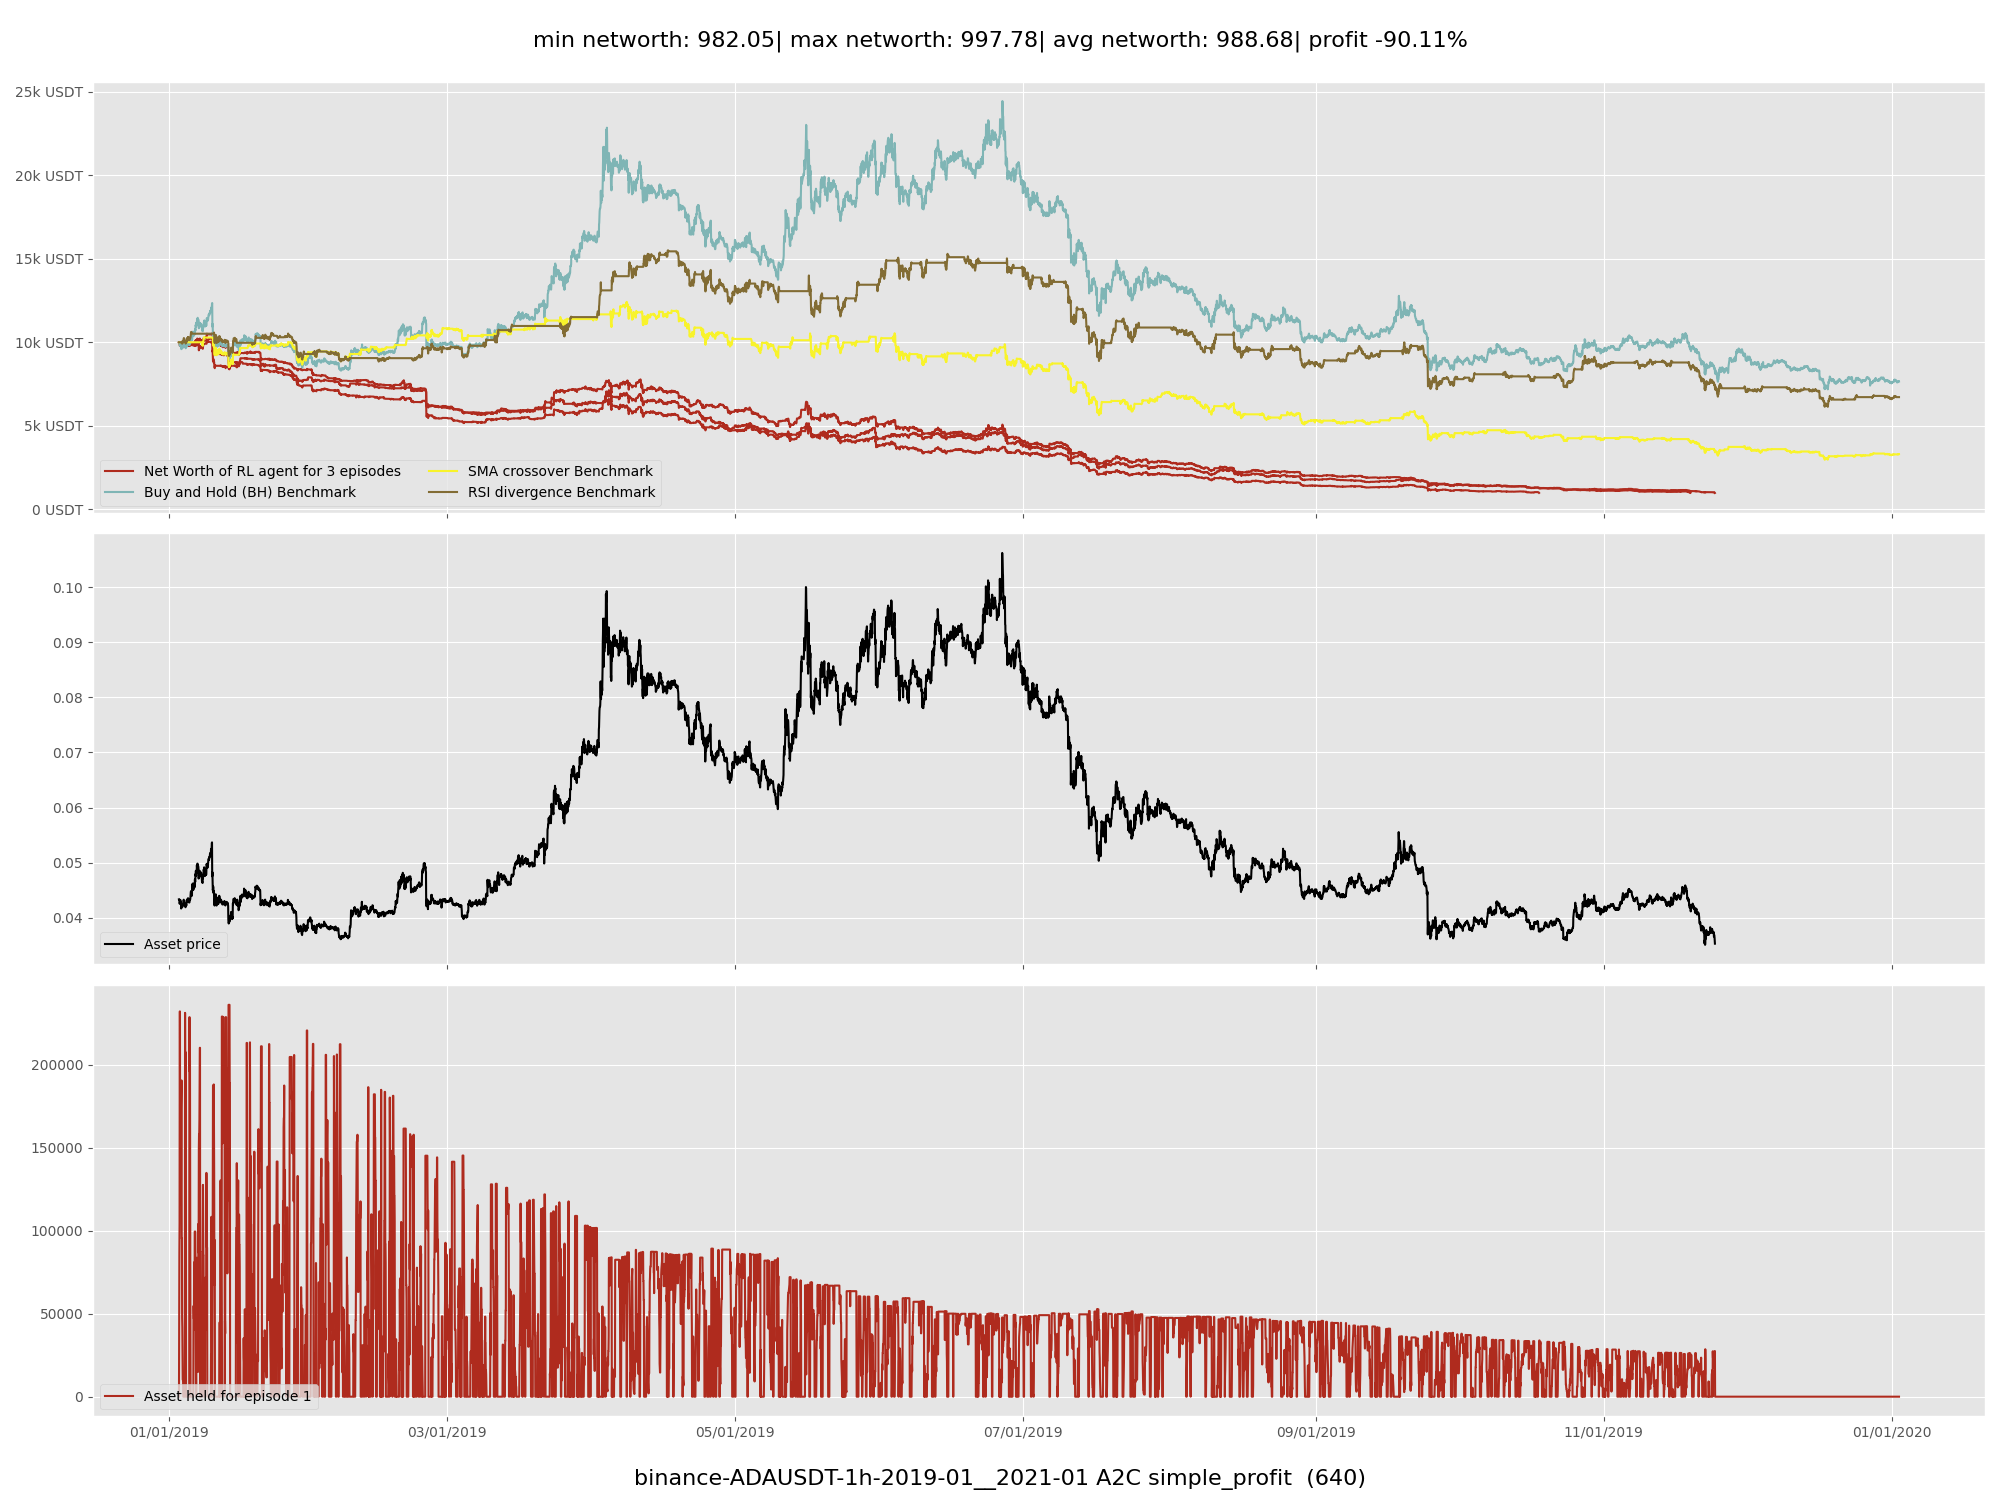 min networth: 982.05| max networth: 997.78| avg networth: 988.68| profit -90.11%
25k USDT
20k USDT
15k USDT
10k USDT
5k USDT
0 USDT
Net Worth of RL agent for 3 episodes
Buy and Hold (BH) Benchmark
SMA crossover Benchmark
RSI divergence Benchmark
0.10
0.09
0.08
0.07
0.06
0.05
0.04
Asset price
200000
150000
100000
50000
0
Asset held for episode 1
01/01/2019 03/01/2019 05/01/2019 07/01/2019 09/01/2019 11/01/2019 01/01/2020
binance-ADAUSDT-1h-2019-01__2021-01 A2C simple_profit  (640)